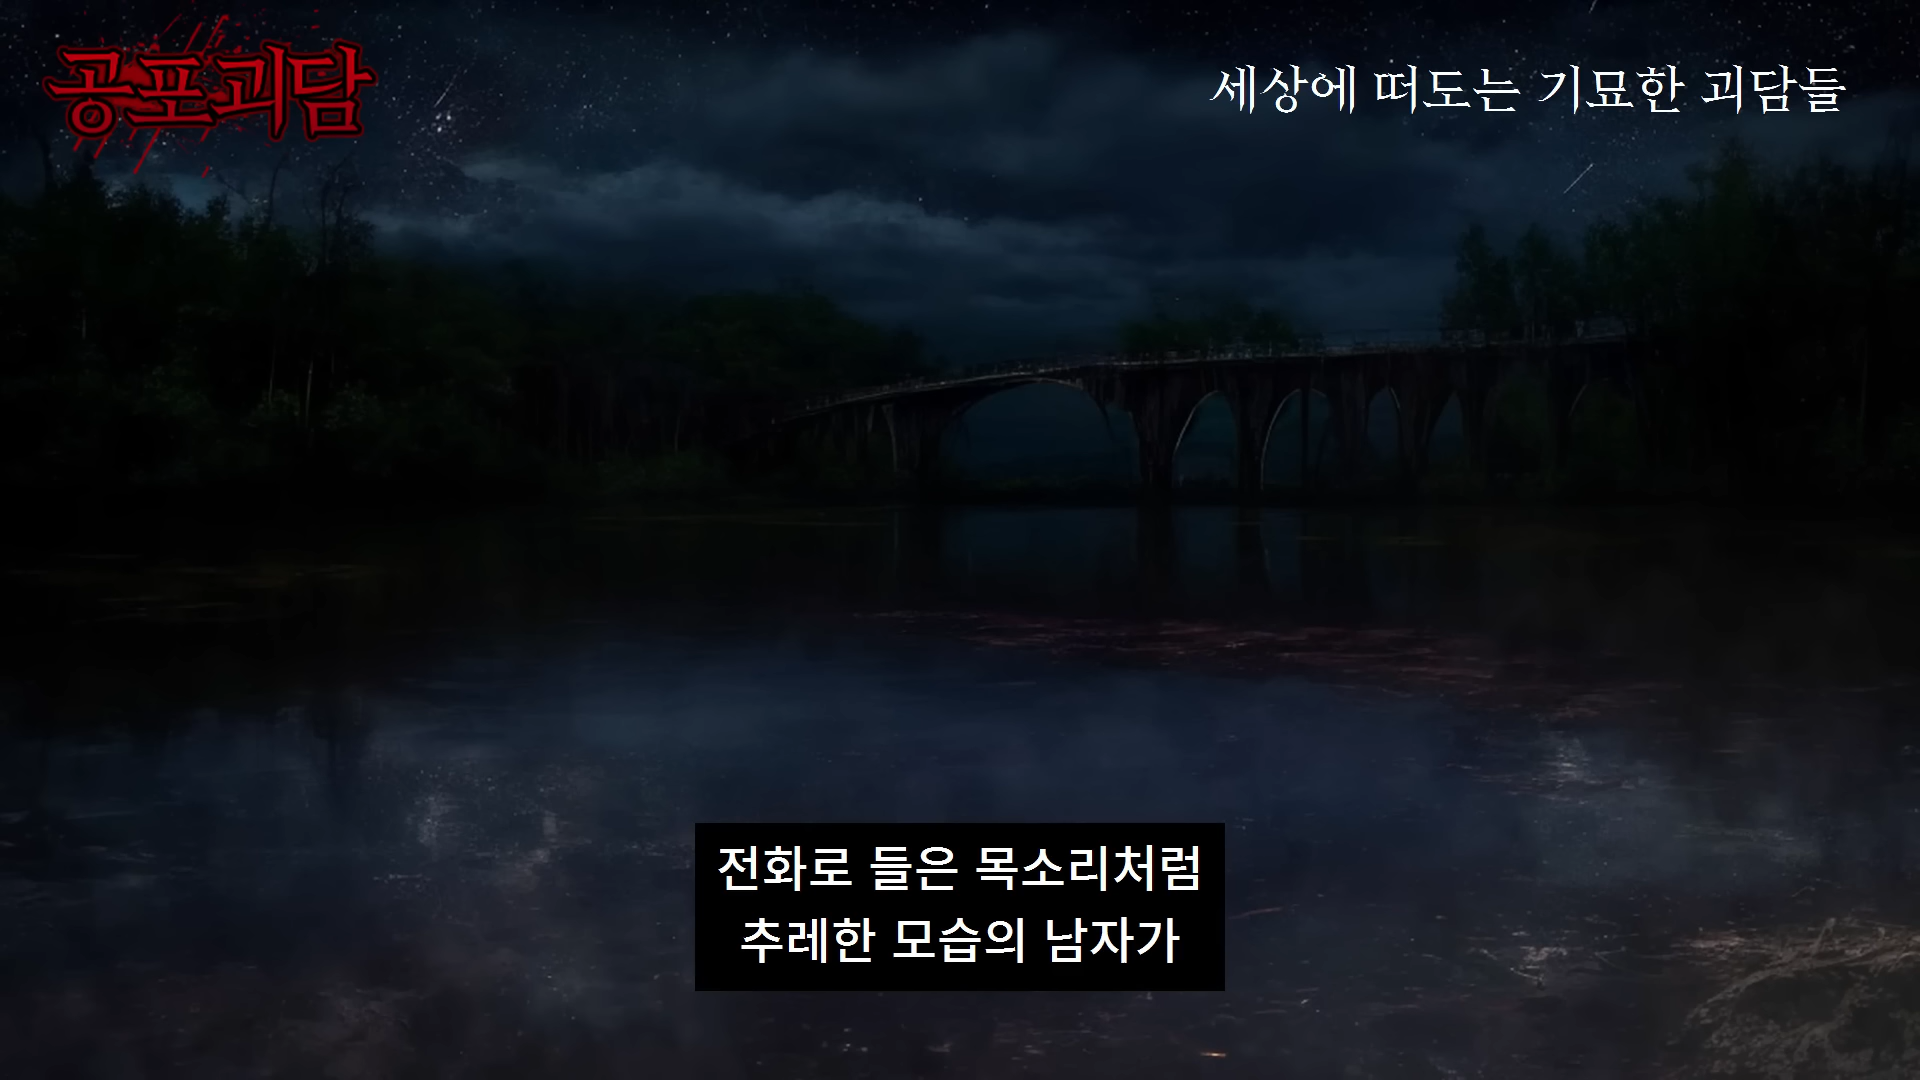 공포괴담
세상에 떠도는 기묘한 괴담들
전화로 들은 목소리처럼
추레한 모습의 남자가